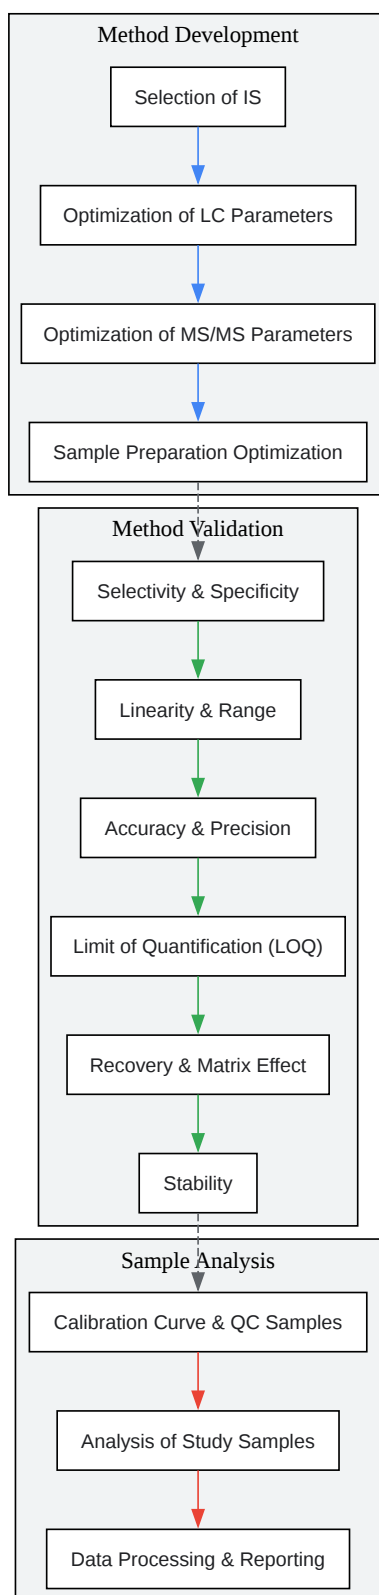 Method Development
Selection of IS
Optimization of LC Parameters
Optimization of MS/MS Parameters
Sample Preparation Optimization
Method Validation
Selectivity & Specificity
Linearity & Range
Accuracy & Precision
Limit of Quantification (LOQ)
Recovery & Matrix Effect
Stability
Sample Analysis
Calibration Curve & QC Samples
Analysis of Study Samples
Data Processing & Reporting